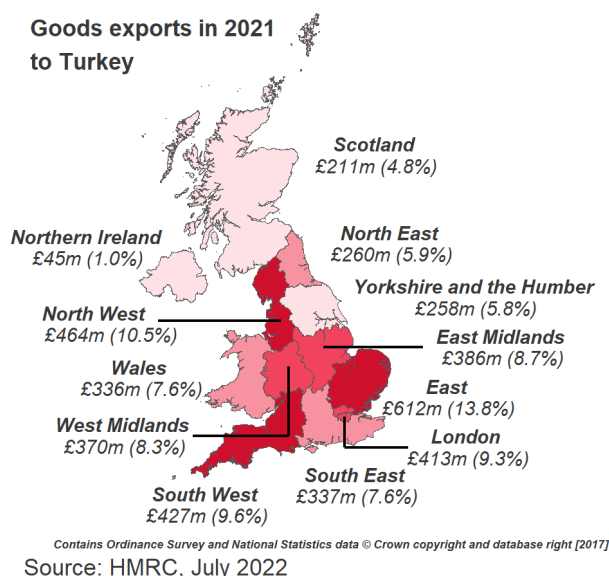 Goods exports in 2021
to Turkey
Scotland
£211m (4.8%)
Northern Ireland
£45m (1.0%)
North East
£260m (5.9%)
Yorkshire and the Humber
£258m (5.8%)
North West
£464m (10.5%)
East Midlands
£386m (8.7%)
Wales
£336m (7.6%)
East
£612m (13.8%)
West Midlands
£370m (8.3%)
London
£413m (9.3%)
South East
£337m (7.6%)
South West
£427m (9.6%)
Contains Ordinance Survey and National Statistics data © Crown copyright and database right [2017]
Source: HMRC, July 2022